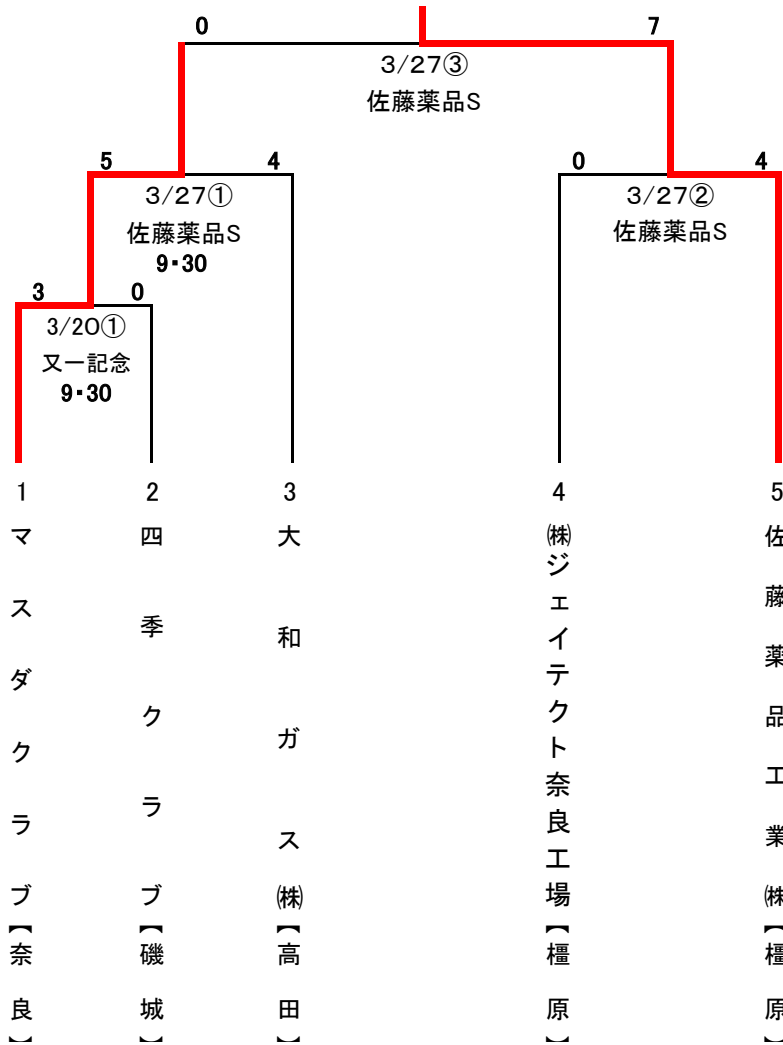 0 7
3/27③
佐藤薬品S
5 4 0 4
3/27① 3/27②
佐藤薬品S 佐藤薬品S
9・30
3 0
3/20①
又一記念
9・30
1 2 3 4 5
マスダクラブ【奈良】
四季クラブ【磯城】
大和ガス㈱【高田】
㈱ジェイテクト奈良工場【橿原】
佐藤薬品工業㈱【橿原】